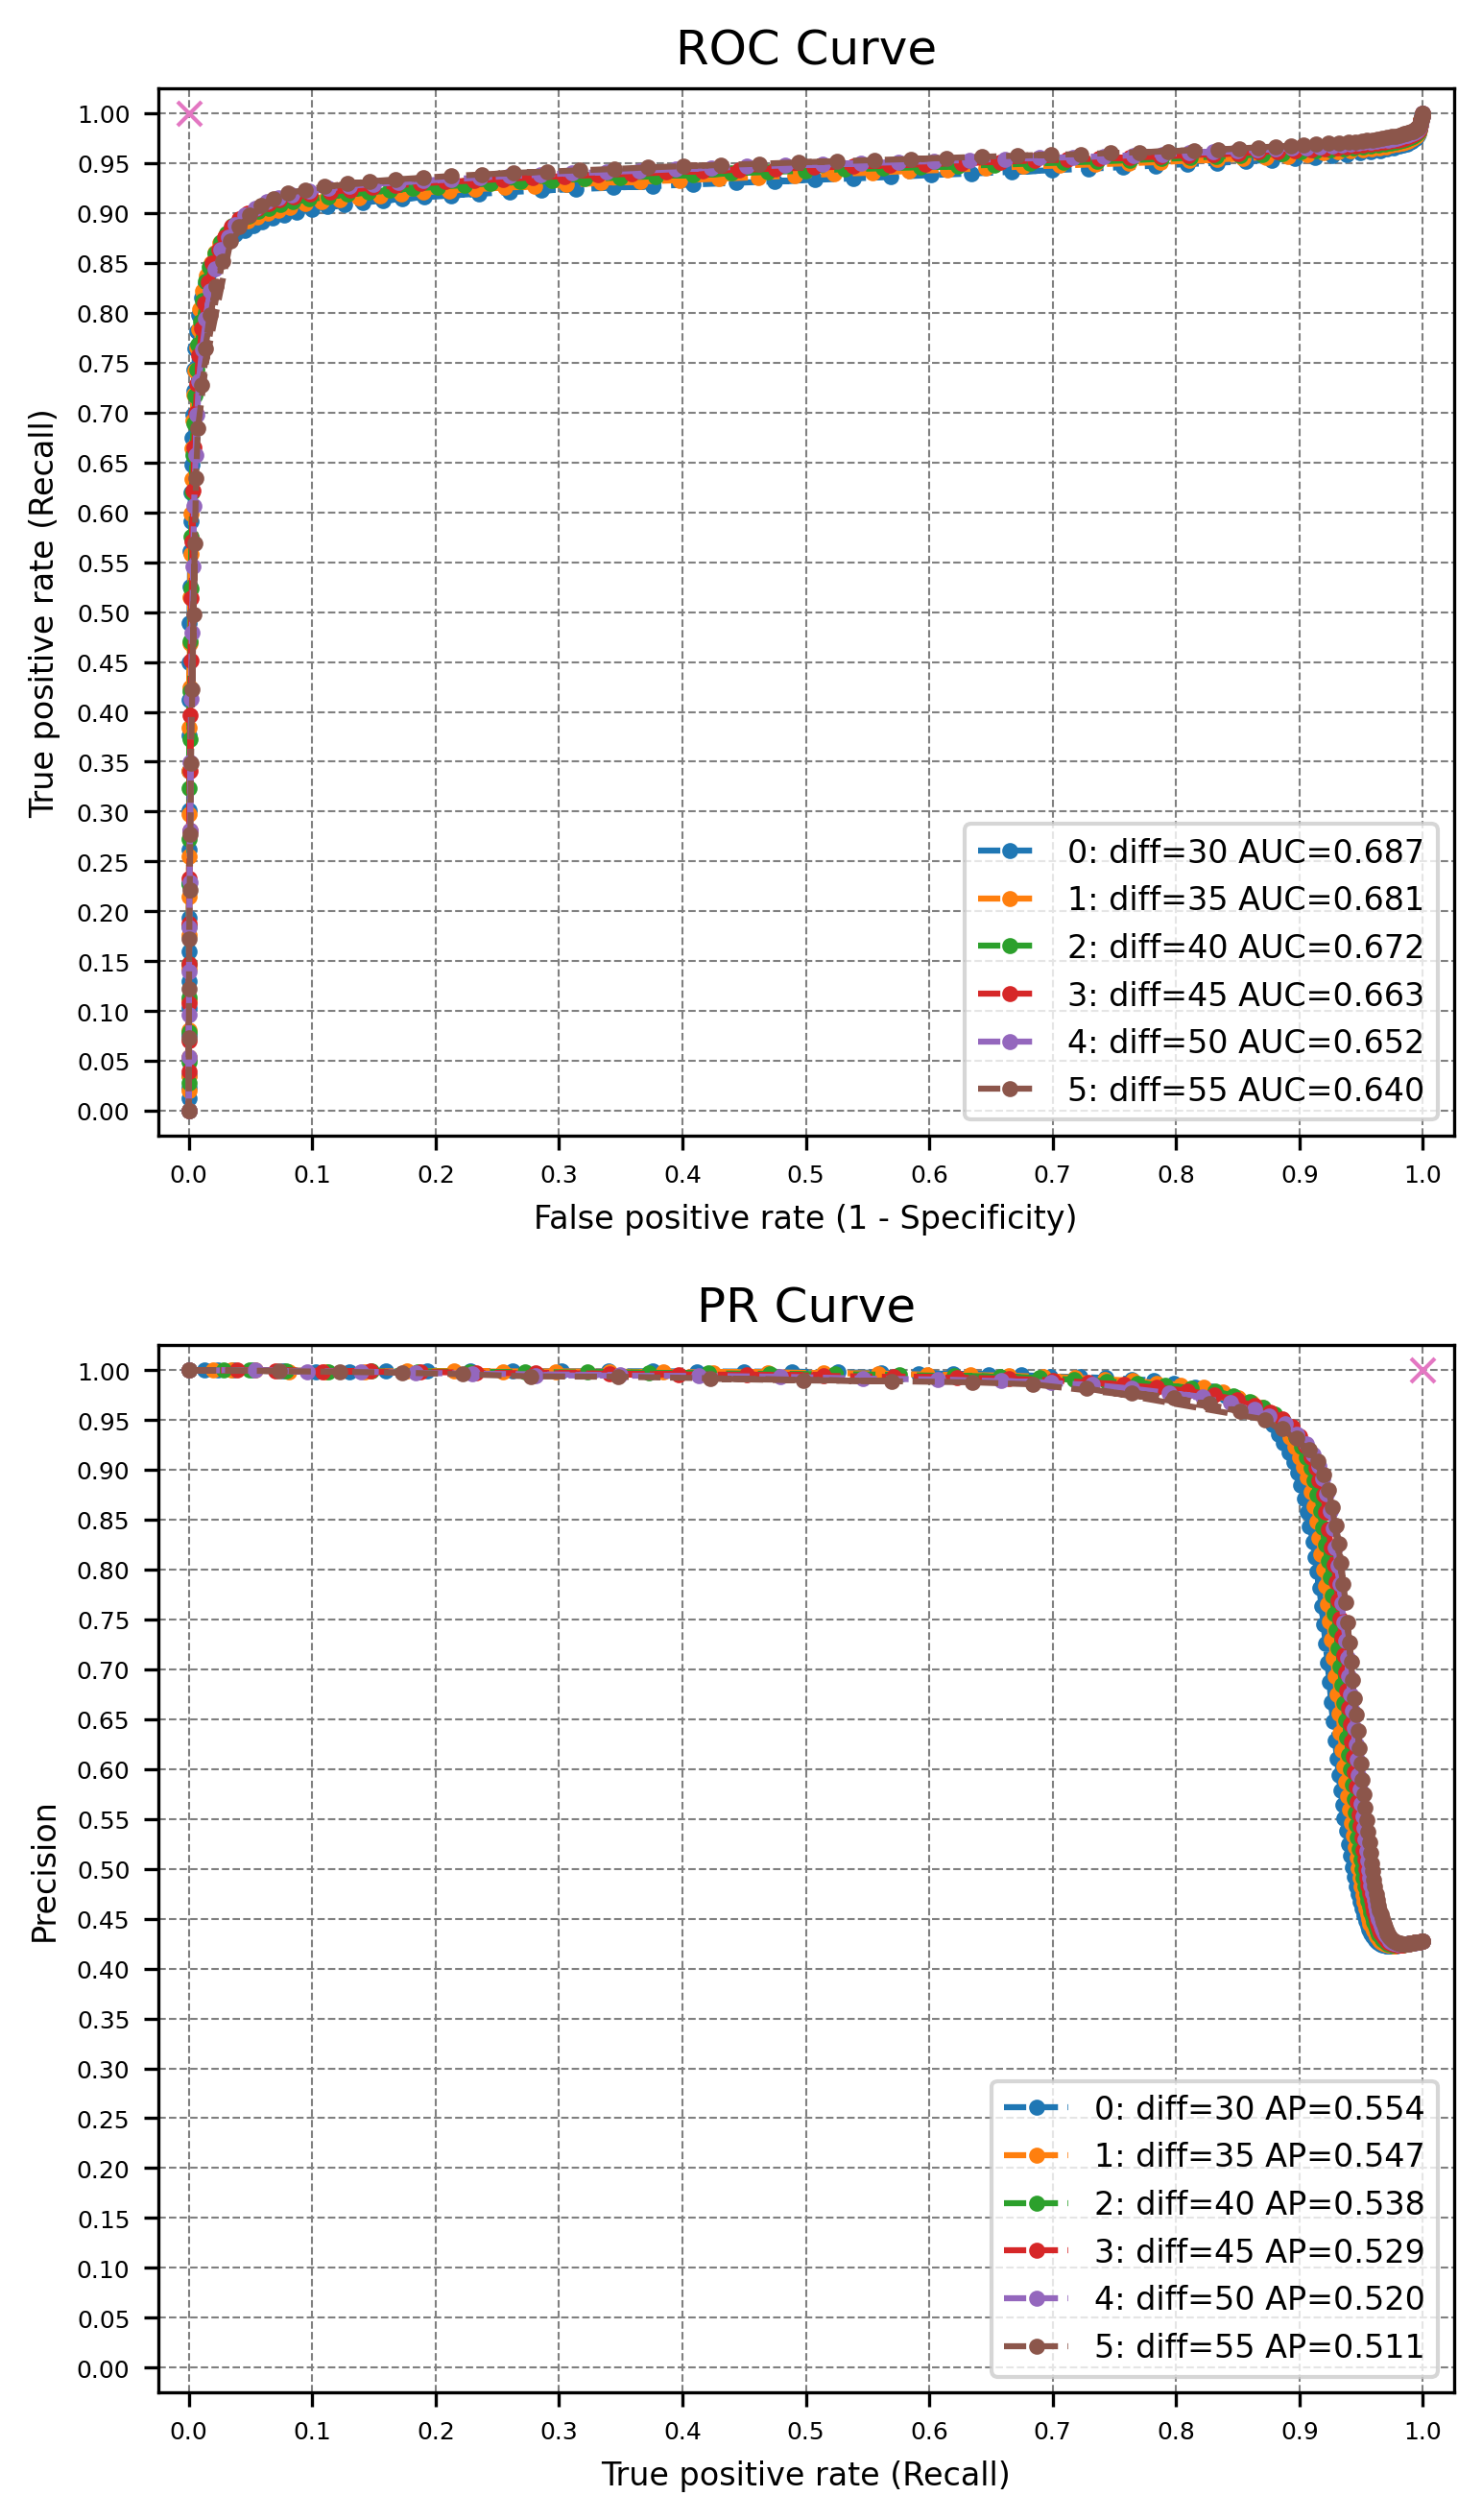 ROC Curve
1.00
0.95
0.90
0.85
0.80
0.75
0.70
0.65
0.60
0.55
0.50
0.45
0.40
0.35
0.30
0.25
0.20
0.15
0.10
0.05
0.00
True positive rate (Recall)
0: diff=30 AUC=0.687
1: diff=35 AUC=0.681
2: diff=40 AUC=0.672
3: diff=45 AUC=0.663
4: diff=50 AUC=0.652
5: diff=55 AUC=0.640
0.0 0.1 0.2 0.3 0.4 0.5 0.6 0.7 0.8 0.9 1.0
False positive rate (1 - Specificity)
PR Curve
1.00
0.95
0.90
0.85
0.80
0.75
0.70
0.65
0.60
0.55
0.50
0.45
0.40
0.35
0.30
0.25
0.20
0.15
0.10
0.05
0.00
Precision
0: diff=30 AP=0.554
1: diff=35 AP=0.547
2: diff=40 AP=0.538
3: diff=45 AP=0.529
4: diff=50 AP=0.520
5: diff=55 AP=0.511
0.0 0.1 0.2 0.3 0.4 0.5 0.6 0.7 0.8 0.9 1.0
True positive rate (Recall)